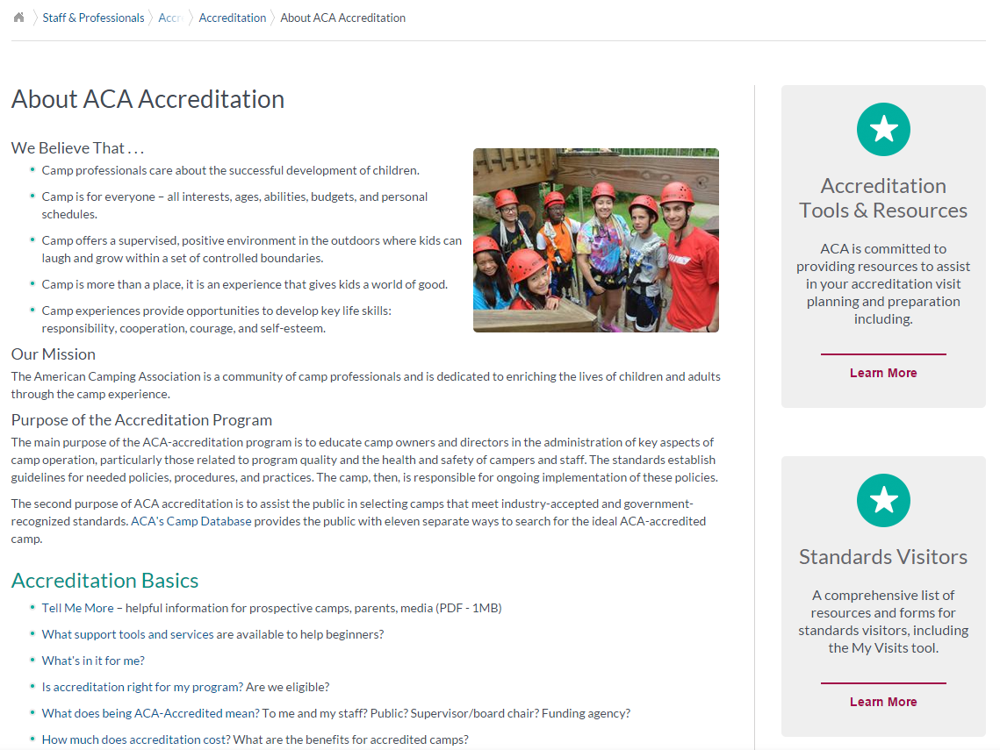 Staff & Professionals Accr Accreditation About ACA Accreditation
About ACA Accreditation
We Believe That . . .
Camp professionals care about the successful development of children.
Camp is for everyone – all interests, ages, abilities, budgets, and personal
schedules.
Camp offers a supervised, positive environment in the outdoors where kids can
laugh and grow within a set of controlled boundaries.
Camp is more than a place, it is an experience that gives kids a world of good.
Camp experiences provide opportunities to develop key life skills:
responsibility, cooperation, courage, and self-esteem.
Our Mission
The American Camping Association is a community of camp professionals and is dedicated to enriching the lives of children and adults
through the camp experience.
Purpose of the Accreditation Program
The main purpose of the ACA-accreditation program is to educate camp owners and directors in the administration of key aspects of
camp operation, particularly those related to program quality and the health and safety of campers and staff. The standards establish
guidelines for needed policies, procedures, and practices. The camp, then, is responsible for ongoing implementation of these policies.
The second purpose of ACA accreditation is to assist the public in selecting camps that meet industry-accepted and government-
recognized standards. ACA's Camp Database provides the public with eleven separate ways to search for the ideal ACA-accredited
camp.
Accreditation Basics
Tell Me More – helpful information for prospective camps, parents, media (PDF - 1MB)
What support tools and services are available to help beginners?
What's in it for me?
Is accreditation right for my program? Are we eligible?
What does being ACA-Accredited mean? To me and my staff? Public? Supervisor/board chair? Funding agency?
How much does accreditation cost? What are the benefits for accredited camps?
Accreditation
Tools & Resources
ACA is committed to
providing resources to assist
in your accreditation visit
planning and preparation
including.
Learn More
Standards Visitors
A comprehensive list of
resources and forms for
standards visitors, including
the My Visits tool.
Learn More